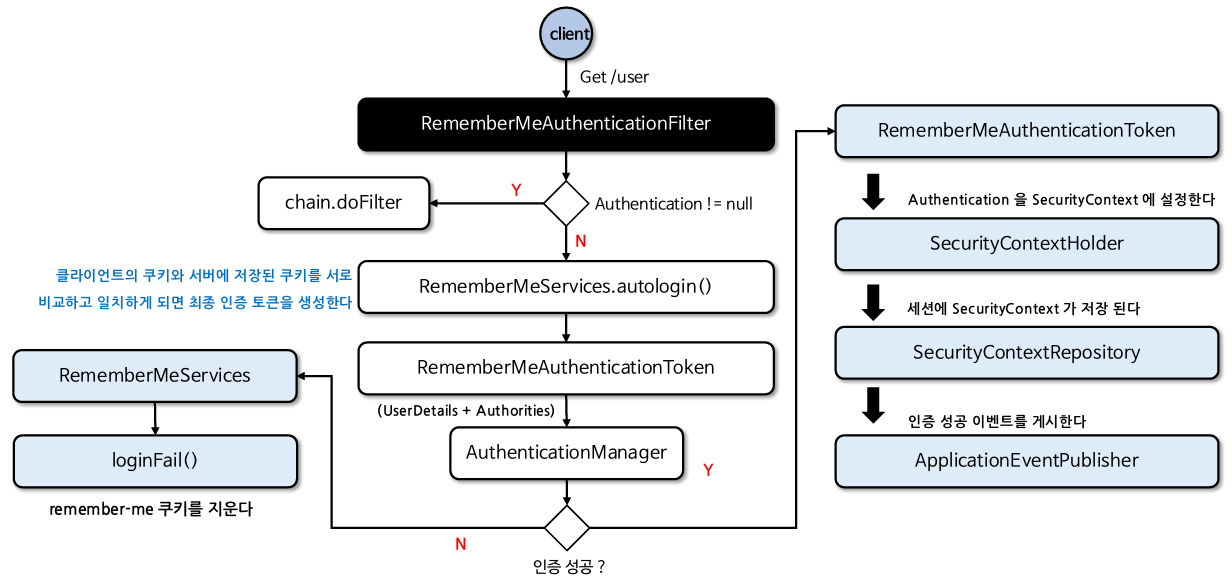 client
Get /user
RememberMeAuthenticationFilter
Y
chain.doFilter
Authentication != null
N
클라이언트의 쿠키와 서버에 저장된 쿠키를 서로
비교하고 일치하게 되면 최종 인증 토큰을 생성한다
RememberMeServices.autologin()
RememberMeAuthenticationToken
(UserDetails + Authorities)
AuthenticationManager
인증 성공 ?
N
RememberMeServices
loginFail()
remember-me 쿠키를 지운다
Y
RememberMeAuthenticationToken
Authentication 을 SecurityContext 에 설정한다
SecurityContextHolder
세션에 SecurityContext 가 저장 된다
SecurityContextRepository
인증 성공 이벤트를 게시한다
ApplicationEventPublisher